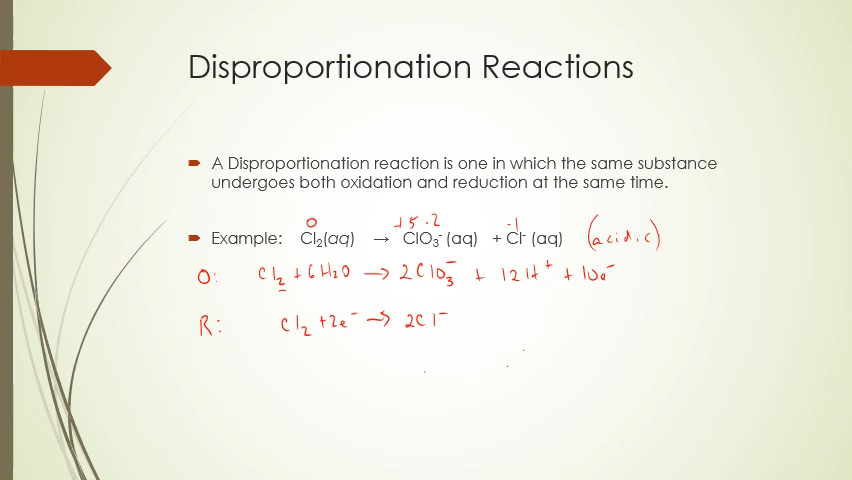 Disproportionation Reactions
A Disproportionation reaction is one in which the same substance
undergoes both oxidation and reduction at the same time.
0 +5 -2 -1
Example: Cl₂(aq) → ClO₃⁻ (aq) + Cl⁻ (aq) (acidic)
O: Cl₂ + 6H₂O → 2ClO₃⁻ + 12H⁺ + 10e⁻
R: Cl₂ + 2e⁻ → 2Cl⁻